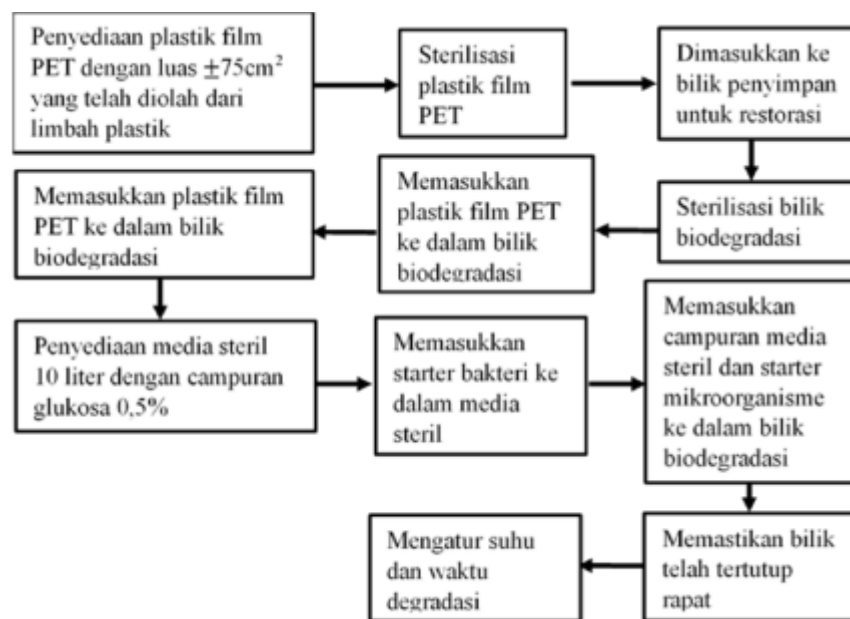 Penyediaan plastik film
PET dengan luas ±75cm²
yang telah diolah dari
limbah plastik
Sterilisasi
plastik film
PET
Dimasukkan ke
bilik penyimpan
untuk restorasi
Sterilisasi bilik
biodegradasi
Memasukkan
plastik film PET
ke dalam bilik
biodegradasi
Memasukkan plastik film
PET ke dalam bilik
biodegradasi
Penyediaan media steril
10 liter dengan campuran
glukosa 0,5%
Memasukkan
starter bakteri ke
dalam media
steril
Memasukkan
campuran media
steril dan starter
mikroorganisme
ke dalam bilik
biodegradasi
Memastikan bilik
telah tertutup
rapat
Mengatur suhu
dan waktu
degradasi